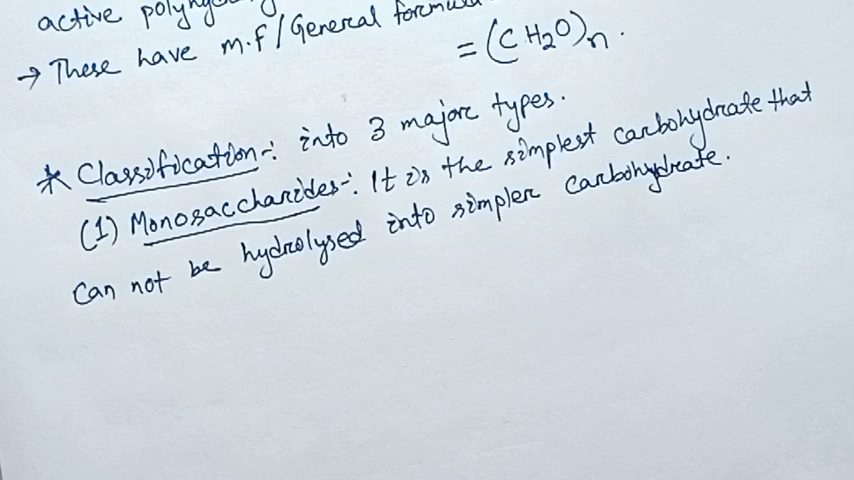 active
→ These have m.f/General formula
= (CH₂O)n.
* Classification:- into 3 major types.
(1) Monosaccharides:- It is the simplest carbohydrate that
can not be hydrolysed into simpler carbohydrate.